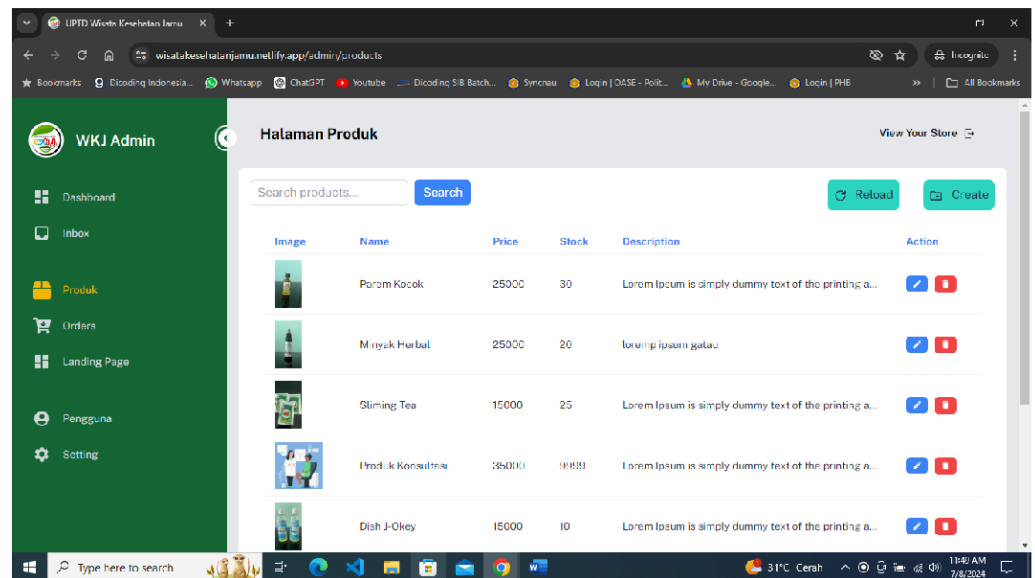 UPTD Wisata Kesehatan Jamu
wisatakesehatanjamu.netlify.app/admin/products
Incognito
Bookmarks Dicoding Indonesia... Whatsapp ChatGPT Youtube Dicoding SIB Batch... Syncnau Login | OASE - Polit... My Drive - Google... Login | PHB » All Bookmarks
WKJ Admin
Halaman Produk
View Your Store
Search products...
Search
Reload
Create
Dashboard
Inbox
Produk
Orders
Landing Page
Pengguna
Setting
Image Name Price Stock Description Action
Parem Kocok 25000 30 Lorem Ipsum is simply dummy text of the printing a...
Minyak Herbal 25000 20 loremp ipsum gatau
Sliming Tea 15000 25 Lorem Ipsum is simply dummy text of the printing a...
Produk Konsultasi 35000 9999 Lorem Ipsum is simply dummy text of the printing a...
Dish J-Okey 15000 10 Lorem Ipsum is simply dummy text of the printing a...
Type here to search
31°C Cerah
11:49 AM
7/8/2024